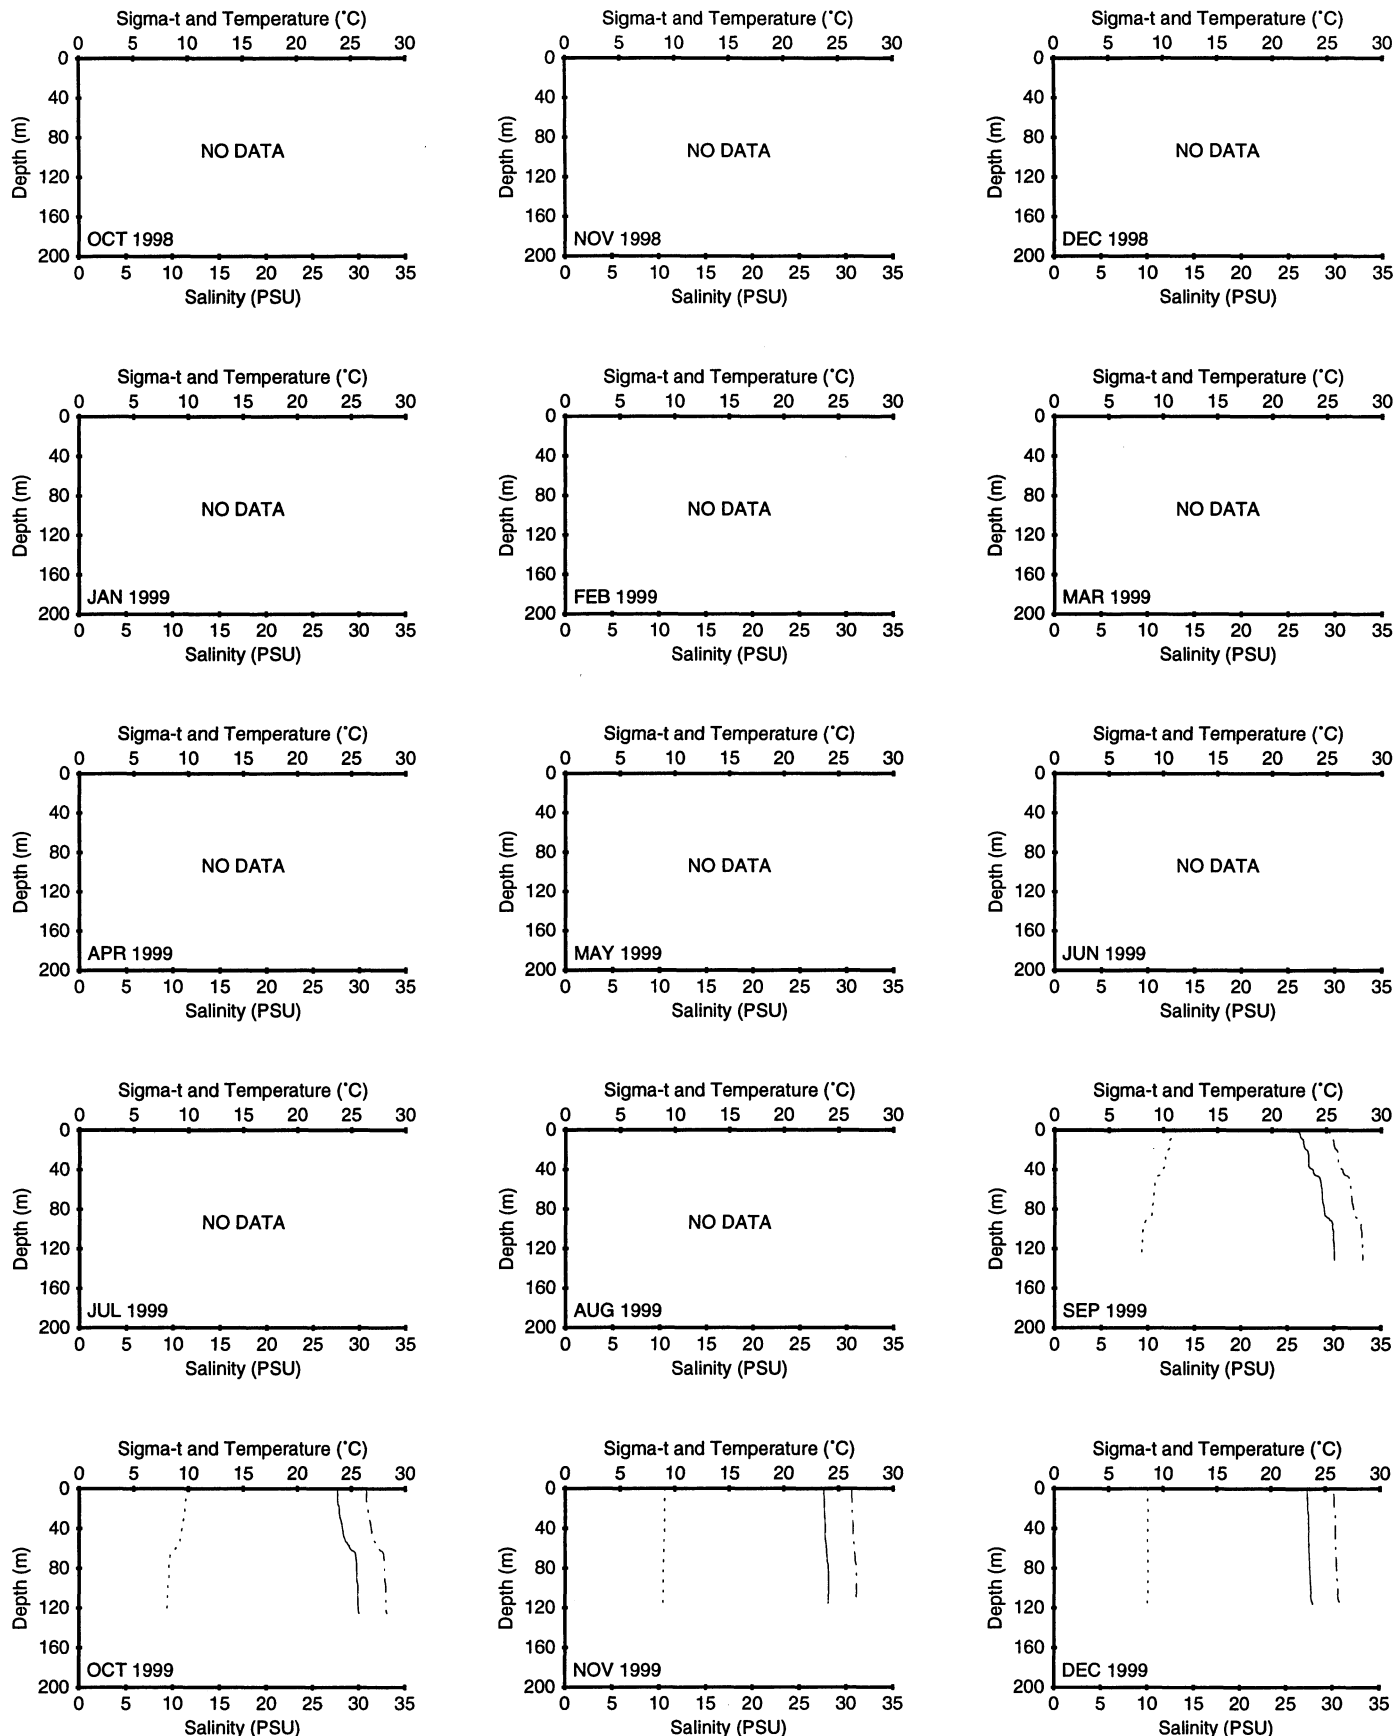 Sigma-t and Temperature (˚C) Sigma-t and Temperature (˚C) Sigma-t and Temperature (˚C)
0 5 10 15 20 25 30 0 5 10 15 20 25 30 0 5 10 15 20 25 30
0 0 0
40 40 40
80 80 80
Depth (m) NO DATA Depth (m) NO DATA Depth (m) NO DATA
120 120 120
160 160 160
OCT 1998 NOV 1998 DEC 1998
200 200 200
0 5 10 15 20 25 30 35 0 5 10 15 20 25 30 35 0 5 10 15 20 25 30 35
Salinity (PSU) Salinity (PSU) Salinity (PSU)
Sigma-t and Temperature (˚C) Sigma-t and Temperature (˚C) Sigma-t and Temperature (˚C)
0 5 10 15 20 25 30 0 5 10 15 20 25 30 0 5 10 15 20 25 30
0 0 0
40 40 40
80 80 80
Depth (m) NO DATA Depth (m) NO DATA Depth (m) NO DATA
120 120 120
160 160 160
JAN 1999 FEB 1999 MAR 1999
200 200 200
0 5 10 15 20 25 30 35 0 5 10 15 20 25 30 35 0 5 10 15 20 25 30 35
Salinity (PSU) Salinity (PSU) Salinity (PSU)
Sigma-t and Temperature (˚C) Sigma-t and Temperature (˚C) Sigma-t and Temperature (˚C)
0 5 10 15 20 25 30 0 5 10 15 20 25 30 0 5 10 15 20 25 30
0 0 0
40 40 40
80 80 80
Depth (m) NO DATA Depth (m) NO DATA Depth (m) NO DATA
120 120 120
160 160 160
APR 1999 MAY 1999 JUN 1999
200 200 200
0 5 10 15 20 25 30 35 0 5 10 15 20 25 30 35 0 5 10 15 20 25 30 35
Salinity (PSU) Salinity (PSU) Salinity (PSU)
Sigma-t and Temperature (˚C) Sigma-t and Temperature (˚C) Sigma-t and Temperature (˚C)
0 5 10 15 20 25 30 0 5 10 15 20 25 30 0 5 10 15 20 25 30
0 0 0
40 40 40
80 80 80
Depth (m) NO DATA Depth (m) NO DATA Depth (m)
120 120 120
160 160 160
JUL 1999 AUG 1999 SEP 1999
200 200 200
0 5 10 15 20 25 30 35 0 5 10 15 20 25 30 35 0 5 10 15 20 25 30 35
Salinity (PSU) Salinity (PSU) Salinity (PSU)
Sigma-t and Temperature (˚C) Sigma-t and Temperature (˚C) Sigma-t and Temperature (˚C)
0 5 10 15 20 25 30 0 5 10 15 20 25 30 0 5 10 15 20 25 30
0 0 0
40 40 40
80 80 80
Depth (m) Depth (m) Depth (m)
120 120 120
160 160 160
OCT 1999 NOV 1999 DEC 1999
200 200 200
0 5 10 15 20 25 30 35 0 5 10 15 20 25 30 35 0 5 10 15 20 25 30 35
Salinity (PSU) Salinity (PSU) Salinity (PSU)